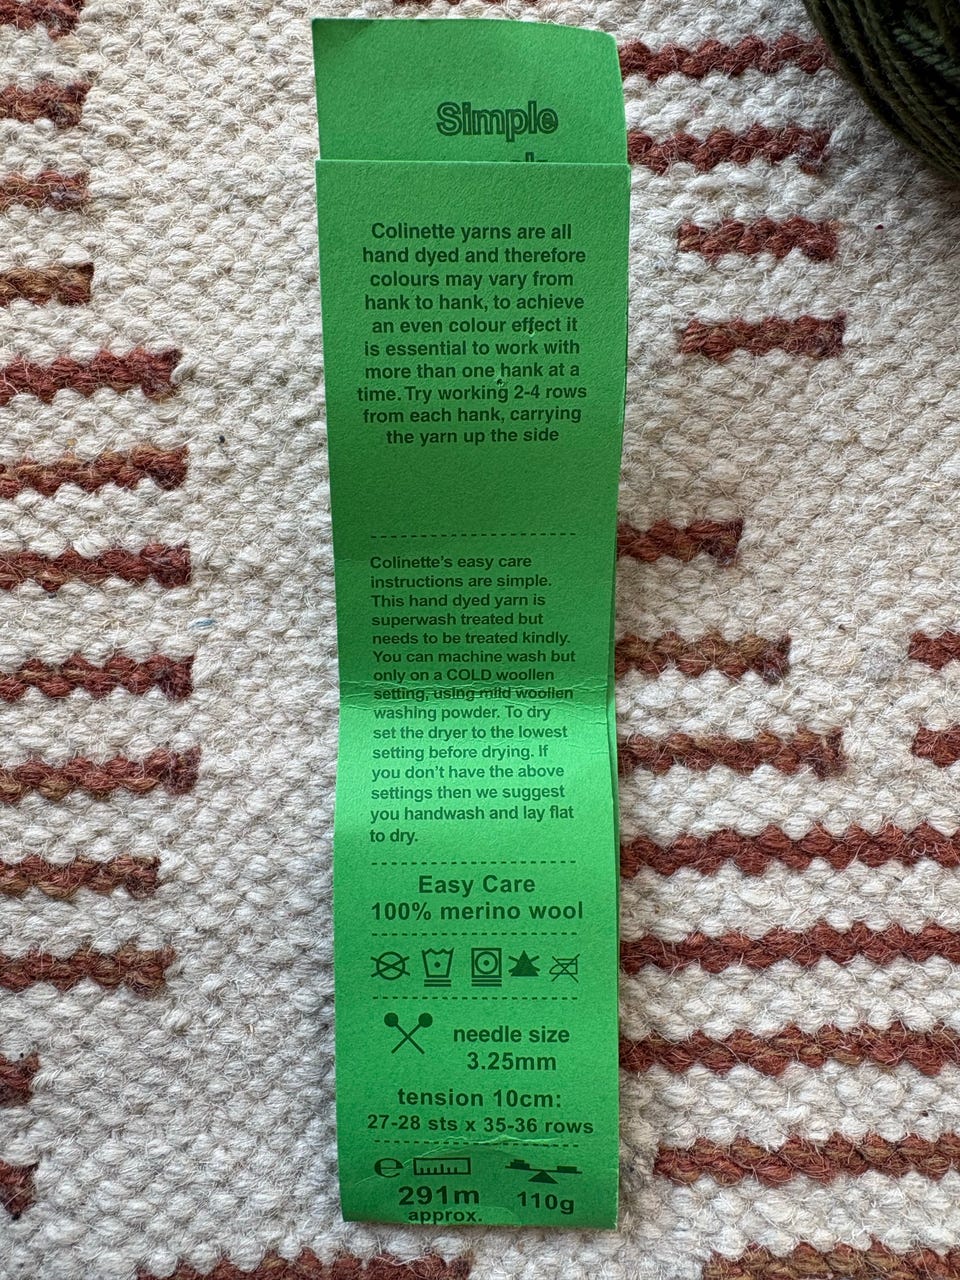 Simple
Colinette yarns are all
hand dyed and therefore
colours may vary from
hank to hank, to achieve
an even colour effect it
is essential to work with
more than one hank at a
time. Try working 2-4 rows
from each hank, carrying
the yarn up the side
Colinette's easy care
instructions are simple.
This hand dyed yarn is
superwash treated but
needs to be treated kindly.
You can machine wash but
only on a COLD woollen
setting, using mild woollen
washing powder. To dry
set the dryer to the lowest
setting before drying. If
you don't have the above
settings then we suggest
you handwash and lay flat
to dry.
Easy Care
100% merino wool
needle size
3.25mm
tension 10cm:
27-28 sts x 35-36 rows
℮
291m 110g
approx.